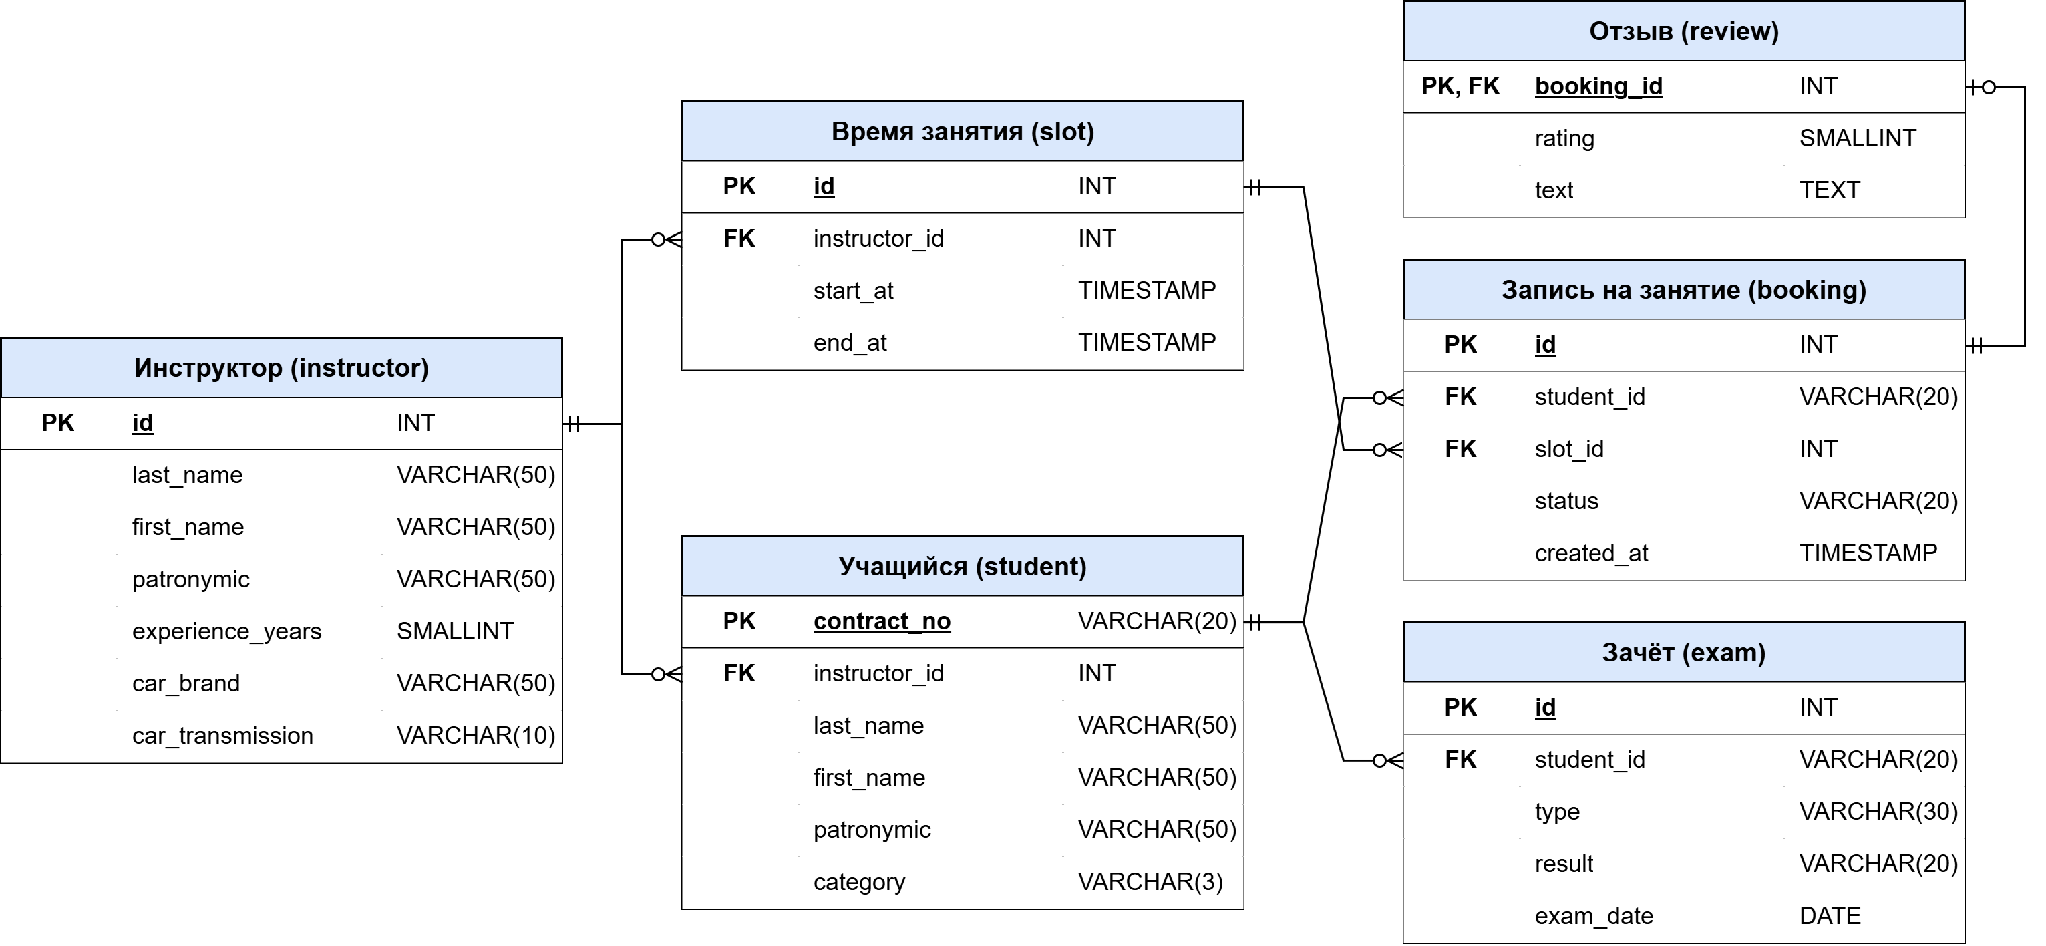 Инструктор (instructor)
PK id INT
last_name VARCHAR(50)
first_name VARCHAR(50)
patronymic VARCHAR(50)
experience_years SMALLINT
car_brand VARCHAR(50)
car_transmission VARCHAR(10)
Время занятия (slot)
PK id INT
FK instructor_id INT
start_at TIMESTAMP
end_at TIMESTAMP
Учащийся (student)
PK contract_no VARCHAR(20)
FK instructor_id INT
last_name VARCHAR(50)
first_name VARCHAR(50)
patronymic VARCHAR(50)
category VARCHAR(3)
Отзыв (review)
PK, FK booking_id INT
rating SMALLINT
text TEXT
Запись на занятие (booking)
PK id INT
FK student_id VARCHAR(20)
FK slot_id INT
status VARCHAR(20)
created_at TIMESTAMP
Зачёт (exam)
PK id INT
FK student_id VARCHAR(20)
type VARCHAR(30)
result VARCHAR(20)
exam_date DATE